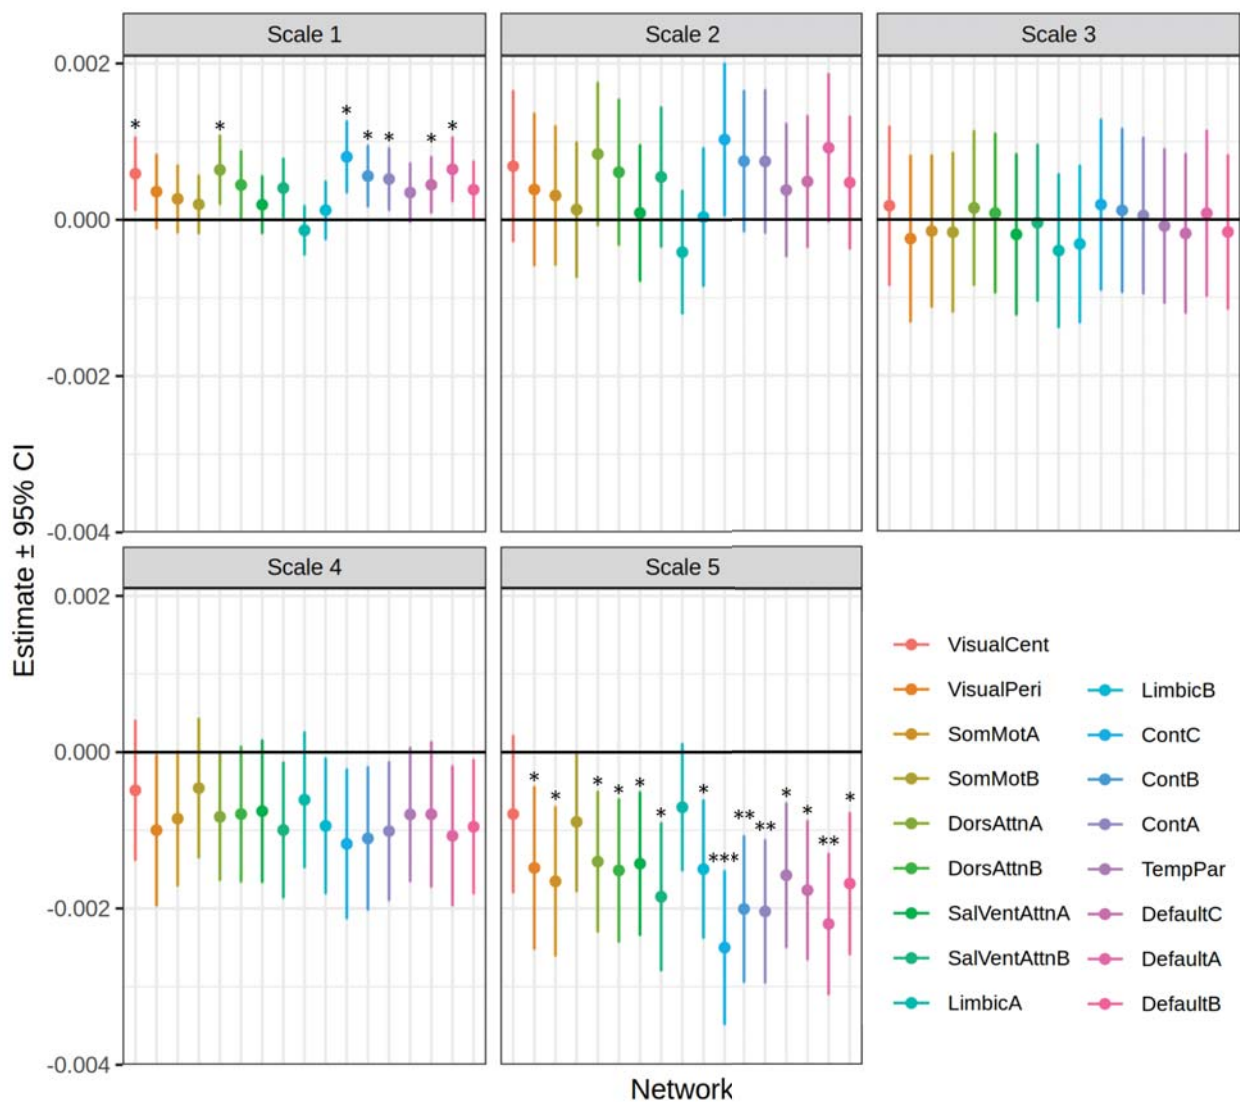 Scale 1
Scale 2
Scale 3
0.002
0.000
-0.002
-0.004
* * * * * * *
Estimate ± 95% CI
Scale 4
Scale 5
0.002
0.000
-0.002
-0.004
* * * * * * * *** ** ** * * ** *
Network
VisualCent
VisualPeri
SomMotA
SomMotB
DorsAttnA
DorsAttnB
SalVentAttnA
SalVentAttnB
LimbicA
LimbicB
ContC
ContB
ContA
TempPar
DefaultC
DefaultA
DefaultB